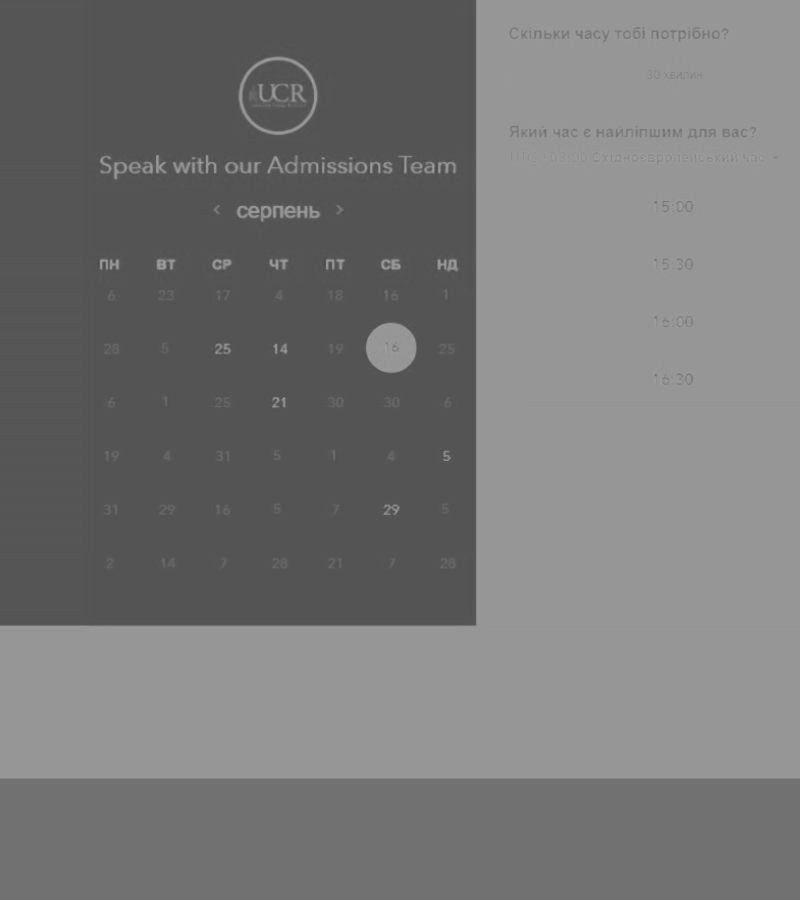 UCR
Speak with our Admissions Team
‹ серпень ›
ПН ВТ СР ЧТ ПТ СБ НД
6 23 17 4 18 16 1
28 5 25 14 19 16 25
6 1 25 21 30 30 6
19 4 31 5 1 4 5
31 29 16 5 7 29 5
2 14 7 28 21 7 28
Скільки часу тобі потрібно?
30 хвилин
Який час є найліпшим для вас?
Східноєвропейський час
15:00
15:30
16:00
16:30